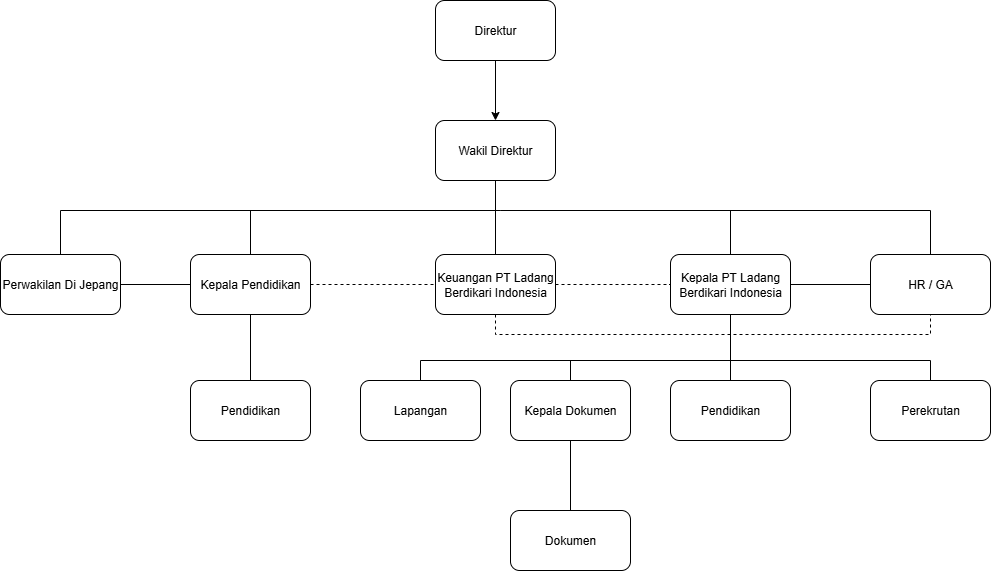 Direktur
Wakil Direktur
Perwakilan Di Jepang
Kepala Pendidikan
Keuangan PT Ladang
Berdikari Indonesia
Kepala PT Ladang
Berdikari Indonesia
HR / GA
Pendidikan
Lapangan
Kepala Dokumen
Pendidikan
Perekrutan
Dokumen